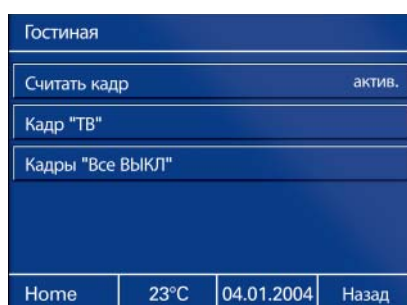 Гостиная
Считать кадр актив.
Кадр "ТВ"
Кадры "Все ВЫКЛ"
Home 23°C 04.01.2004 Назад